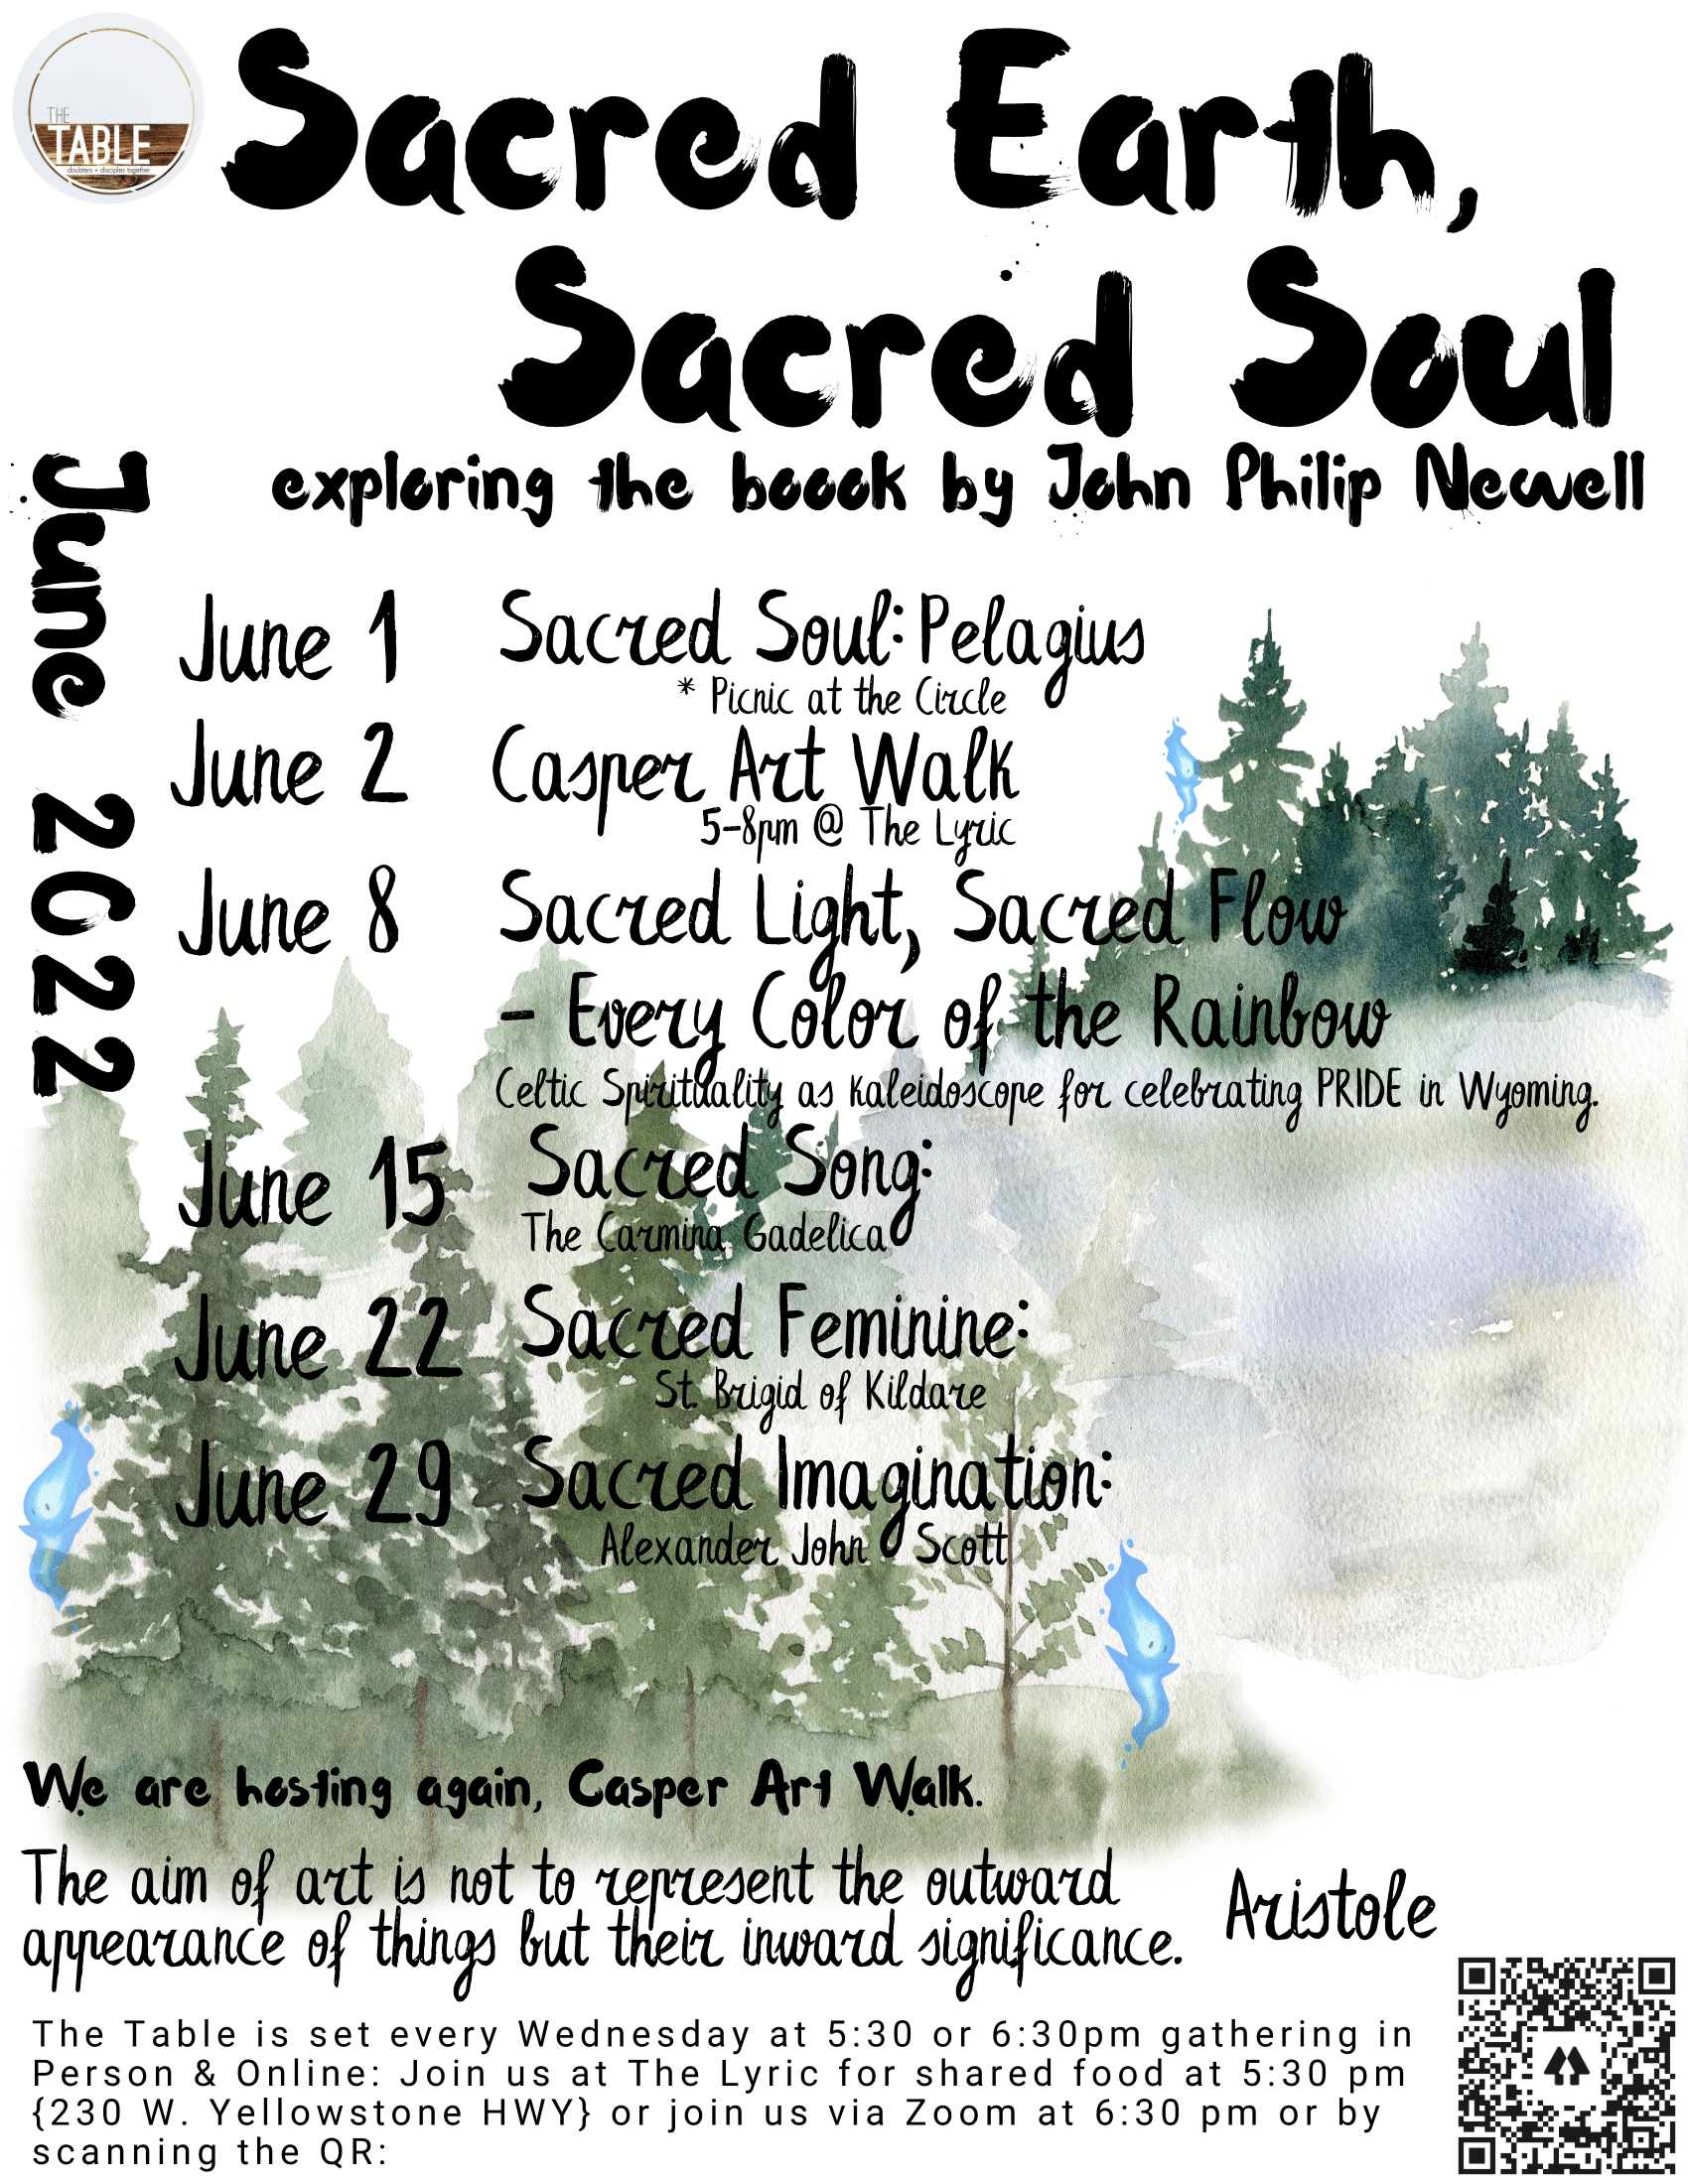 THE
TABLE
doubters + disciples together
Sacred Earth,
Sacred Soul
exploring the boook by John Philip Newell
June 2022
June 1 Sacred Soul: Pelagius
* Picnic at the Circle
June 2 Casper Art Walk
5-8pm @ The Lyric
June 8 Sacred Light, Sacred Flow
- Every Color of the Rainbow
Celtic Spirituality as Kaleidoscope for celebrating PRIDE in Wyoming.
June 15 Sacred Song:
The Carmina Gadelica
June 22 Sacred Feminine:
St. Brigid of Kildare
June 29 Sacred Imagination:
Alexander John Scott
We are hosting again, Casper Art Walk.
The aim of art is not to represent the outward
appearance of things but their inward significance. Aristole
The Table is set every Wednesday at 5:30 or 6:30pm gathering in
Person & Online: Join us at The Lyric for shared food at 5:30 pm
{230 W. Yellowstone HWY} or join us via Zoom at 6:30 pm or by
scanning the QR: